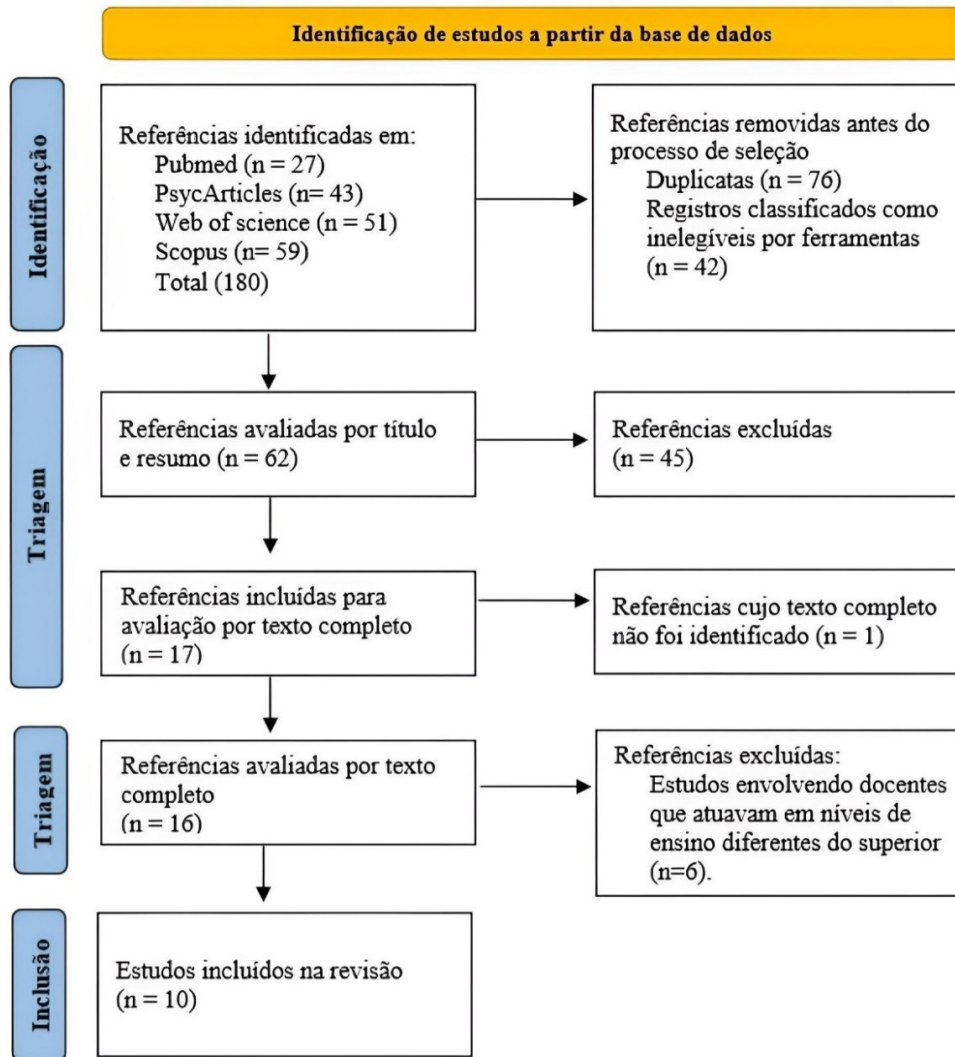 Identificação de estudos a partir da base de dados
Identificação
Referências identificadas em:
Pubmed (n = 27)
PsycArticles (n= 43)
Web of science (n = 51)
Scopus (n= 59)
Total (180)
Referências removidas antes do
processo de seleção
Duplicatas (n = 76)
Registros classificados como
inelegíveis por ferramentas
(n = 42)
Triagem
Referências avaliadas por título
e resumo (n = 62)
Referências excluídas
(n = 45)
Referências incluídas para
avaliação por texto completo
(n = 17)
Referências cujo texto completo
não foi identificado (n = 1)
Triagem
Referências avaliadas por texto
completo
(n = 16)
Referências excluídas:
Estudos envolvendo docentes
que atuavam em níveis de
ensino diferentes do superior
(n=6).
Inclusão
Estudos incluídos na revisão
(n = 10)